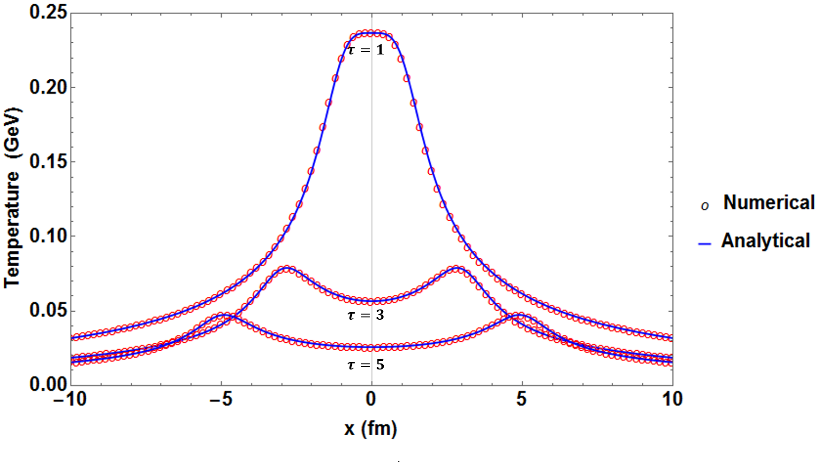 0.25
0.20
0.15
0.10
0.05
0.00
Temperature (GeV)
τ = 1
τ = 3
τ = 5
−10
−5
0
5
10
x (fm)
o Numerical
— Analytical